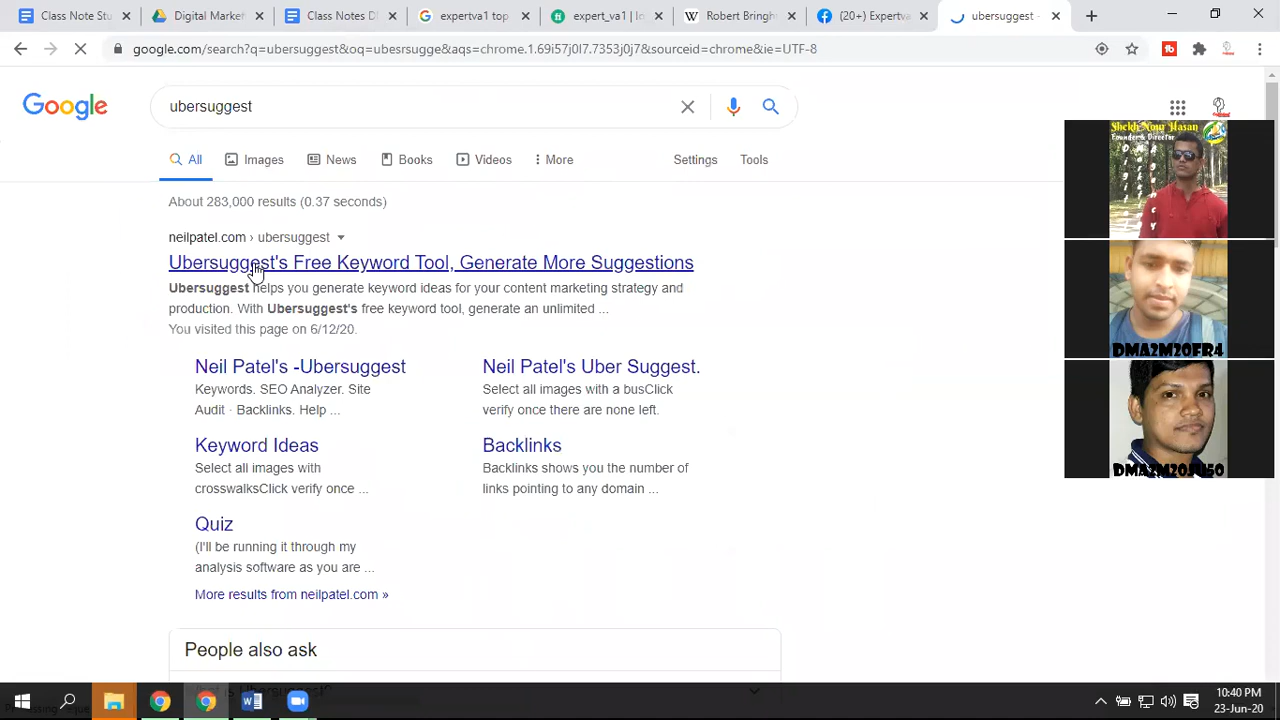 Class Note Stu
Digital Market
Class Notes D
expertva1 top
expert_va1 | Io
Robert Bringh
(20+) Expertva
ubersuggest -
google.com/search?q=ubersuggest&oq=ubesrsugge&aqs=chrome.1.69i57j0l7.7353j0j7&sourceid=chrome&ie=UTF-8
Google
ubersuggest
All
Images
News
Books
Videos
More
Settings
Tools
About 283,000 results (0.37 seconds)
neilpatel.com › ubersuggest
Ubersuggest's Free Keyword Tool, Generate More Suggestions
Ubersuggest helps you generate keyword ideas for your content marketing strategy and
production. With Ubersuggest's free keyword tool, generate an unlimited ...
You visited this page on 6/12/20.
Neil Patel's -Ubersuggest
Keywords. SEO Analyzer. Site
Audit · Backlinks. Help ...
Neil Patel's Uber Suggest.
Select all images with a busClick
verify once there are none left.
Keyword Ideas
Select all images with
crosswalksClick verify once ...
Backlinks
Backlinks shows you the number of
links pointing to any domain ...
Quiz
(I'll be running it through my
analysis software as you are ...
More results from neilpatel.com »
People also ask
Shekh Nour Hasan
Founder & Director
DMA2M20FR4
DMA2M20JU50
10:40 PM
23-Jun-20